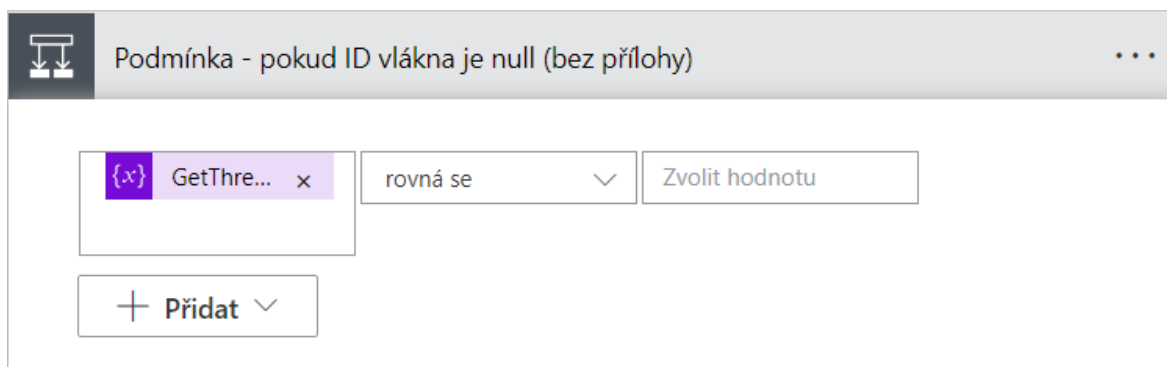 Podmínka - pokud ID vlákna je null (bez přílohy)
{x} GetThre... × rovná se Zvolit hodnotu
Přidat